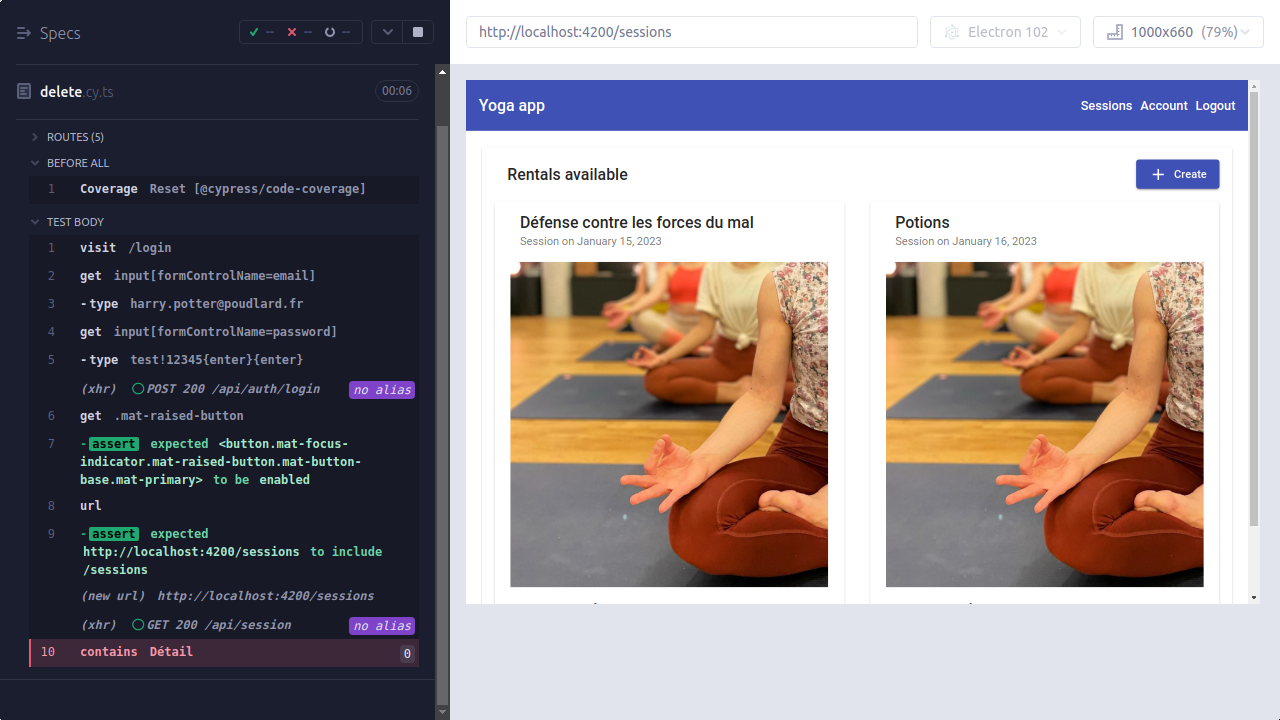 Specs
--
--
--
http://localhost:4200/sessions
Electron 102
1000x660 (79%)
delete.cy.ts
00:06
ROUTES (5)
BEFORE ALL
1 Coverage Reset [@cypress/code-coverage]
TEST BODY
1 visit /login
2 get input[formControlName=email]
3 -type harry.potter@poudlard.fr
4 get input[formControlName=password]
5 -type test!12345{enter}{enter}
(xhr) POST 200 /api/auth/login no alias
6 get .mat-raised-button
7 -assert expected <button.mat-focus-
indicator.mat-raised-button.mat-button-
base.mat-primary> to be enabled
8 url
9 -assert expected
http://localhost:4200/sessions to include
/sessions
(new url) http://localhost:4200/sessions
(xhr) GET 200 /api/session no alias
10 contains Détail 0
Yoga app
Sessions Account Logout
Rentals available
Create
Défense contre les forces du mal
Session on January 15, 2023
Potions
Session on January 16, 2023